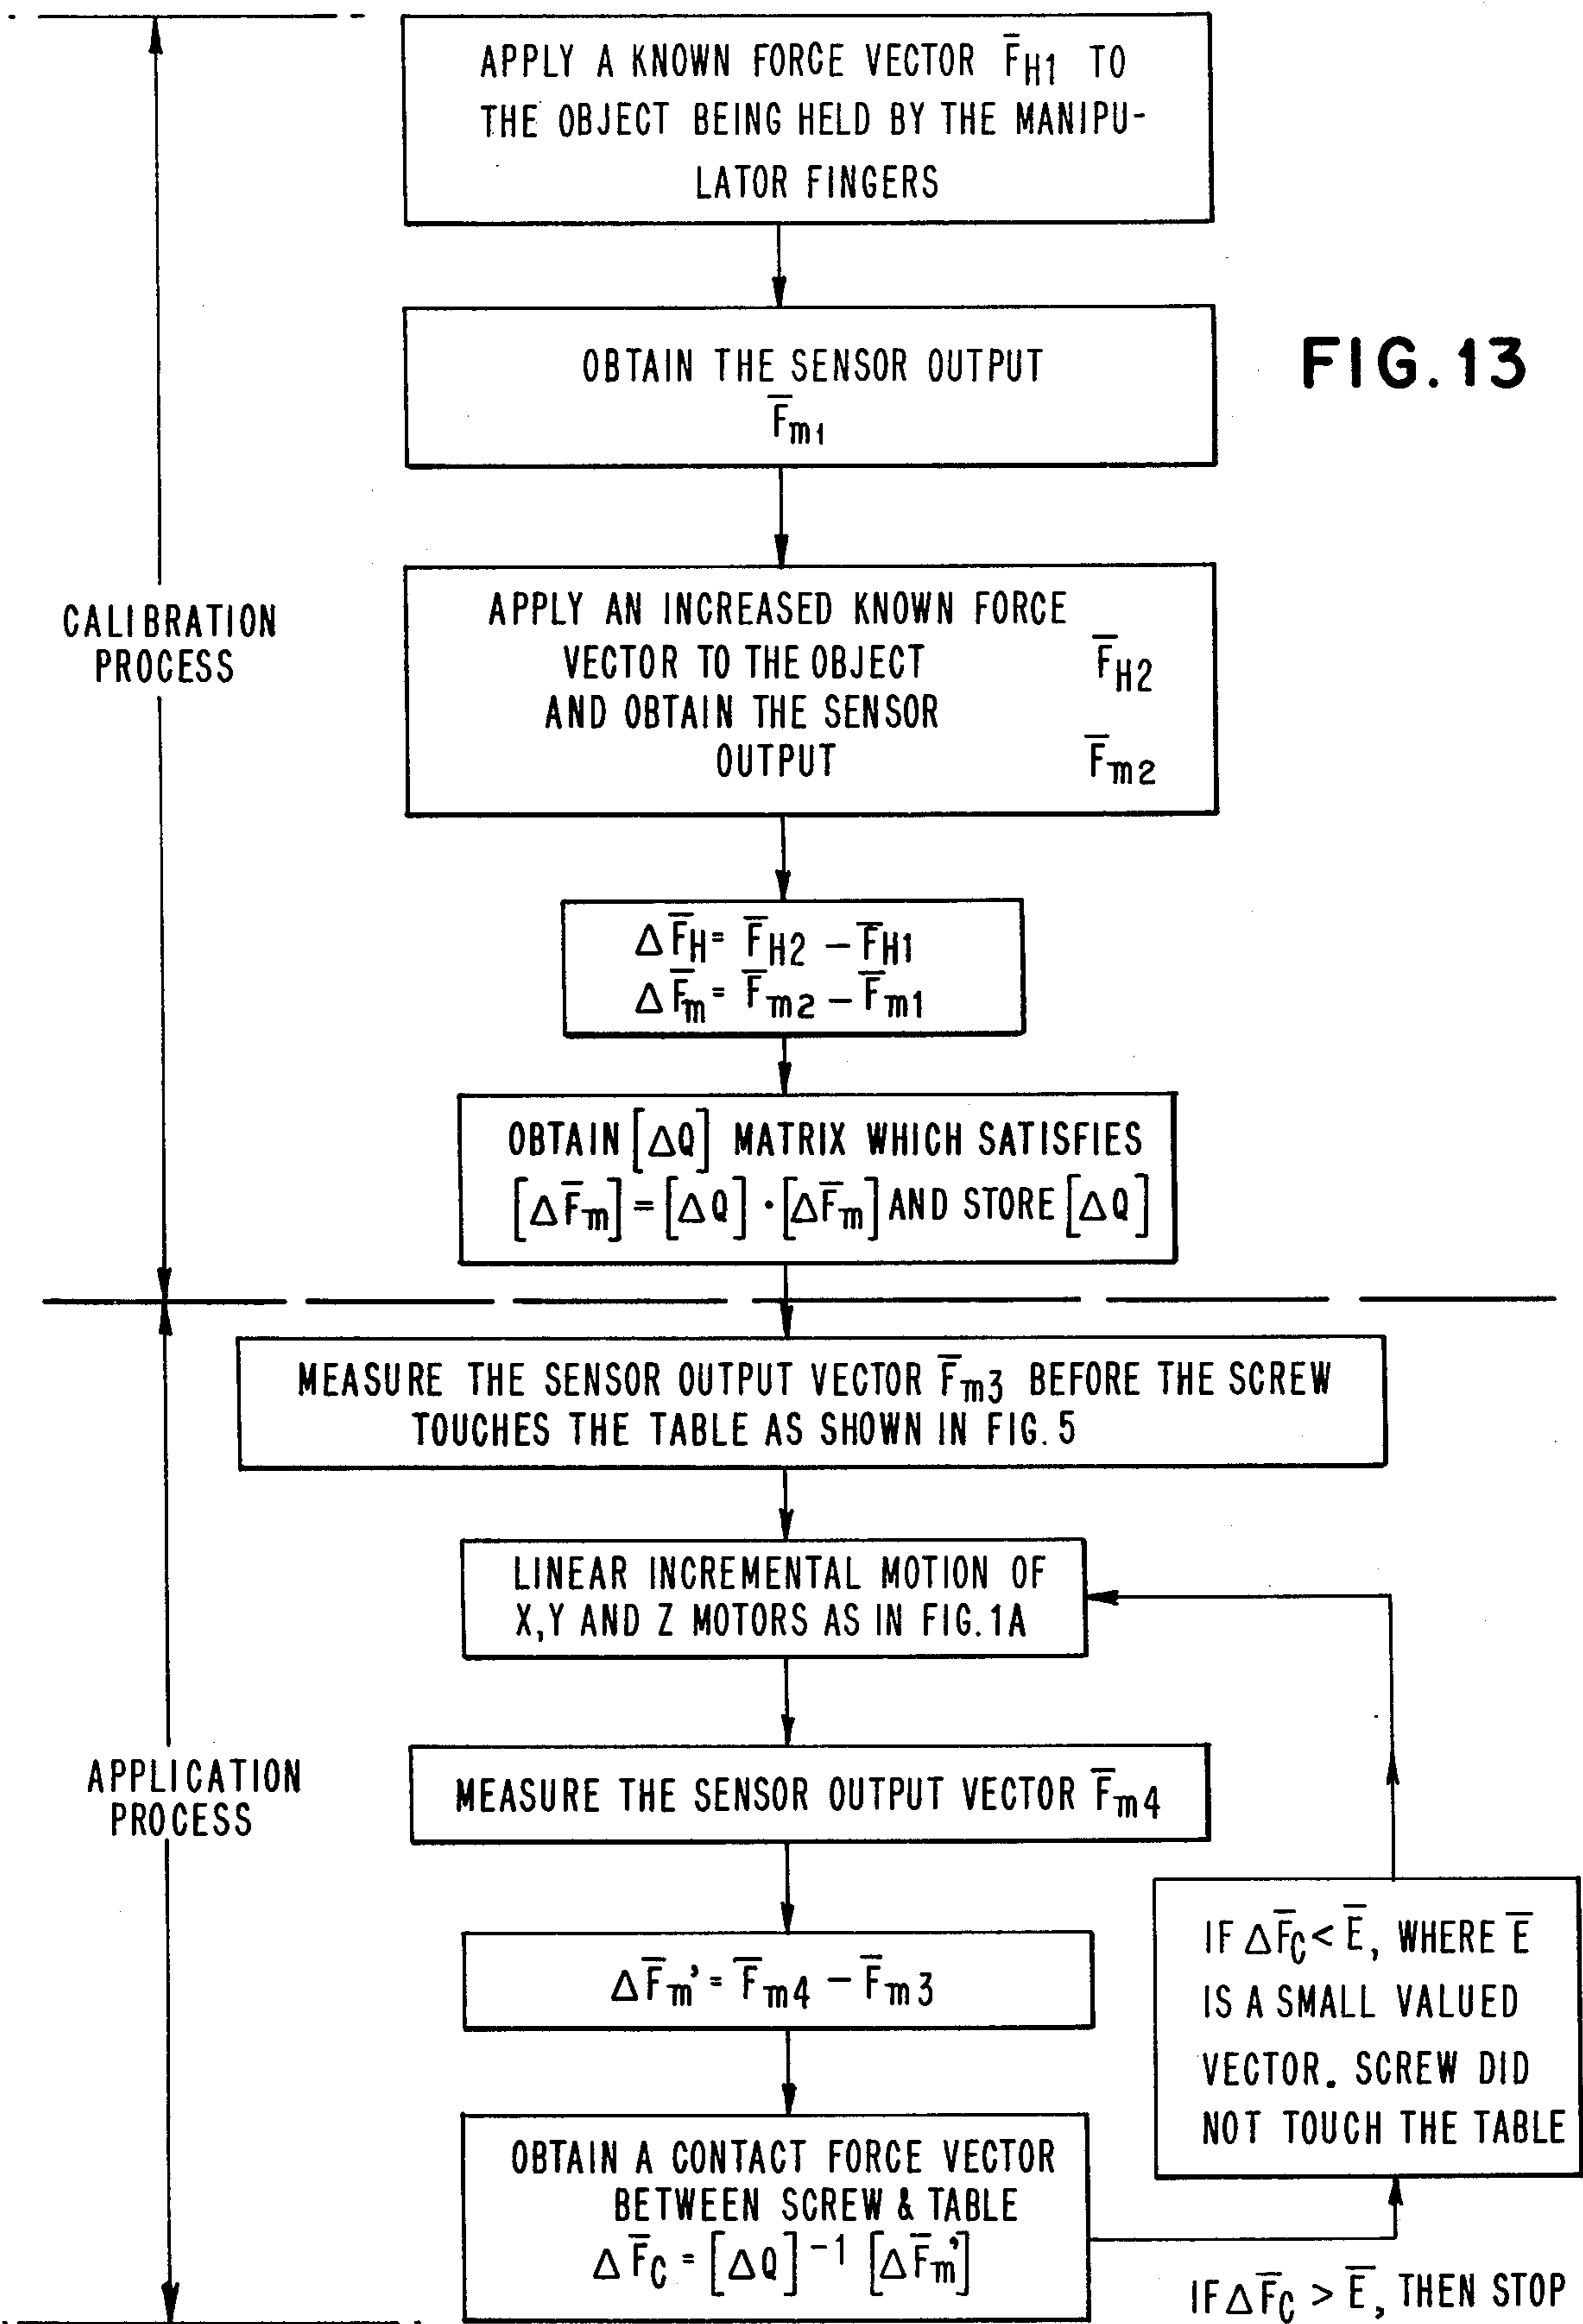 APPLY A KNOWN FORCE VECTOR F̅H1 TO
THE OBJECT BEING HELD BY THE MANIPU-
LATOR FINGERS
OBTAIN THE SENSOR OUTPUT
F̅m1
FIG. 13
APPLY AN INCREASED KNOWN FORCE
VECTOR TO THE OBJECT F̅H2
AND OBTAIN THE SENSOR
OUTPUT F̅m2
CALIBRATION
PROCESS
ΔF̅H = F̅H2 – F̅H1
ΔF̅m = F̅m2 – F̅m1
OBTAIN [ΔQ] MATRIX WHICH SATISFIES
[ΔF̅m] = [ΔQ] · [ΔF̅m] AND STORE [ΔQ]
MEASURE THE SENSOR OUTPUT VECTOR F̅m3 BEFORE THE SCREW
TOUCHES THE TABLE AS SHOWN IN FIG. 5
LINEAR INCREMENTAL MOTION OF
X,Y AND Z MOTORS AS IN FIG. 1A
APPLICATION
PROCESS
MEASURE THE SENSOR OUTPUT VECTOR F̅m4
ΔF̅m' = F̅m4 – F̅m3
IF ΔF̅C < E̅, WHERE E̅
IS A SMALL VALUED
VECTOR. SCREW DID
NOT TOUCH THE TABLE
OBTAIN A CONTACT FORCE VECTOR
BETWEEN SCREW & TABLE
ΔF̅C = [ΔQ]⁻¹ [ΔF̅m']
IF ΔF̅C > E̅, THEN STOP